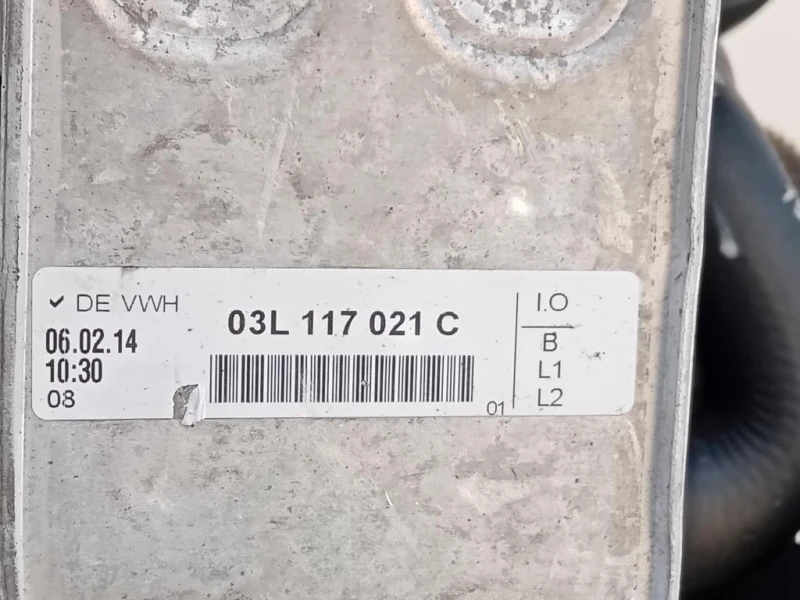 ✓ DE VWH
06.02.14
10:30
08
03L 117 021 C
01
I.O
B
L1
L2